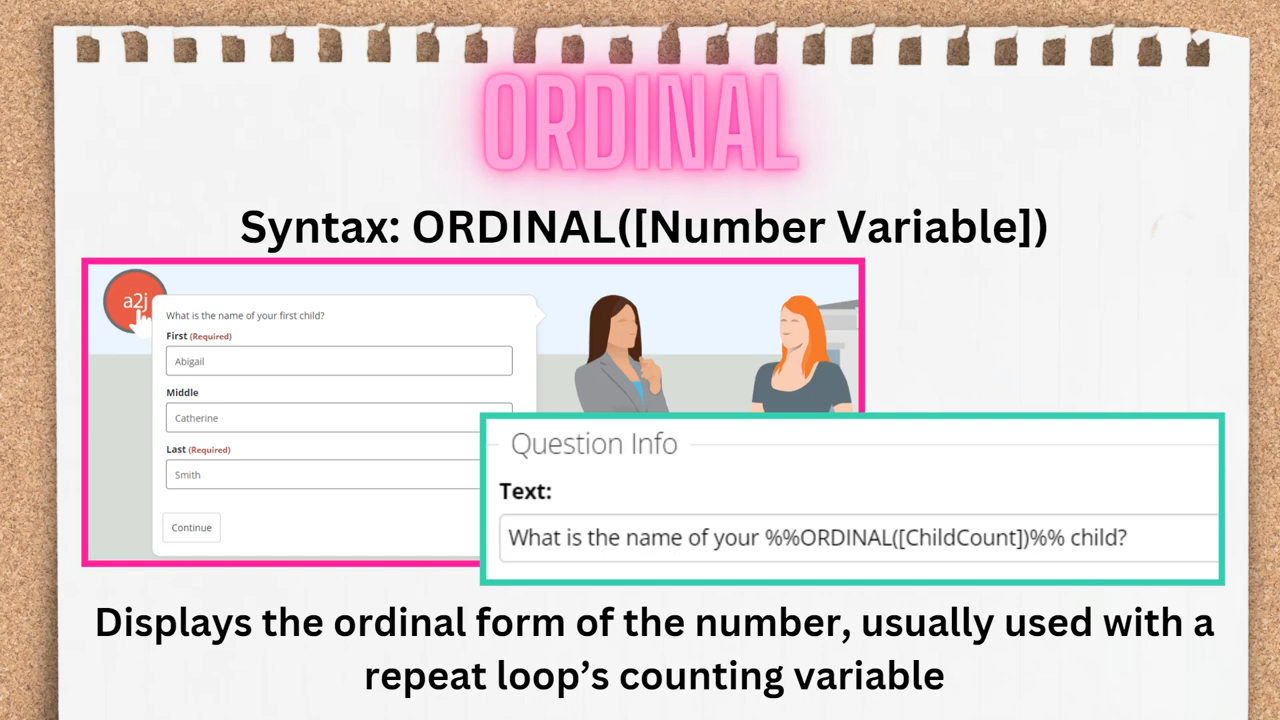 ORDINAL
Syntax: ORDINAL([Number Variable])
a2j
What is the name of your first child?
First (Required)
Abigail
Middle
Catherine
Last (Required)
Smith
Continue
Question Info
Text:
What is the name of your %%ORDINAL([ChildCount])%% child?
Displays the ordinal form of the number, usually used with a
repeat loop’s counting variable